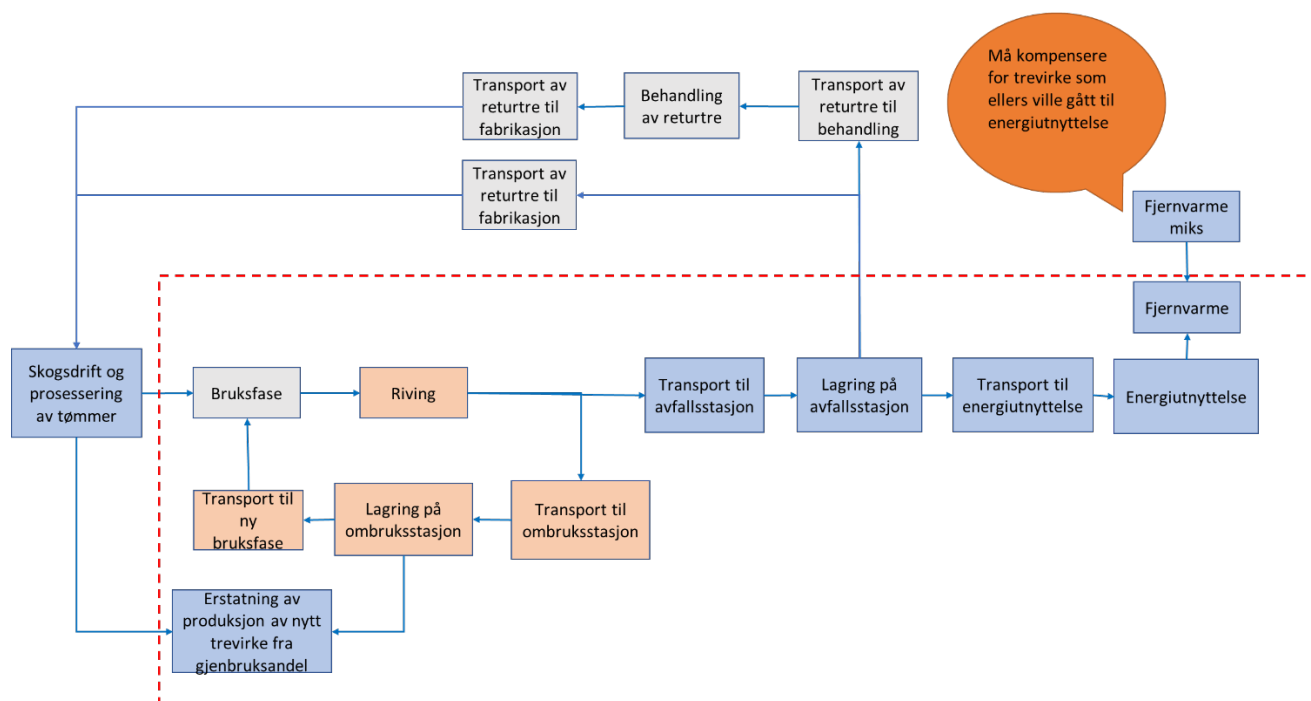 Må kompensere
for trevirke som
ellers ville gått til
energiutnyttelse
Transport av
returtre til
fabrikasjon
Behandling
av returtre
Transport av
returtre til
behandling
Transport av
returtre til
fabrikasjon
Fjernvarme
miks
Fjernvarme
Skogsdrift og
prosessering
av tømmer
Bruksfase
Riving
Transport til
avfallsstasjon
Lagring på
avfallsstasjon
Transport til
energiutnyttelse
Energiutnyttelse
Transport til
ny
bruksfase
Lagring på
ombruksstasjon
Transport til
ombruksstasjon
Erstatning av
produksjon av nytt
trevirke fra
gjenbruksandel